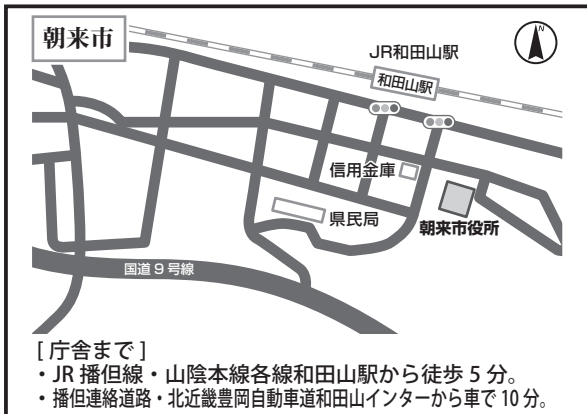 朝来市
N
JR和田山駅
和田山駅
信用金庫
県民局
朝来市役所
国道9号線
[庁舎まで]
・JR 播但線・山陰本線各線和田山駅から徒歩 5 分。
・播但連絡道路・北近畿豊岡自動車道和田山インターから車で 10 分。